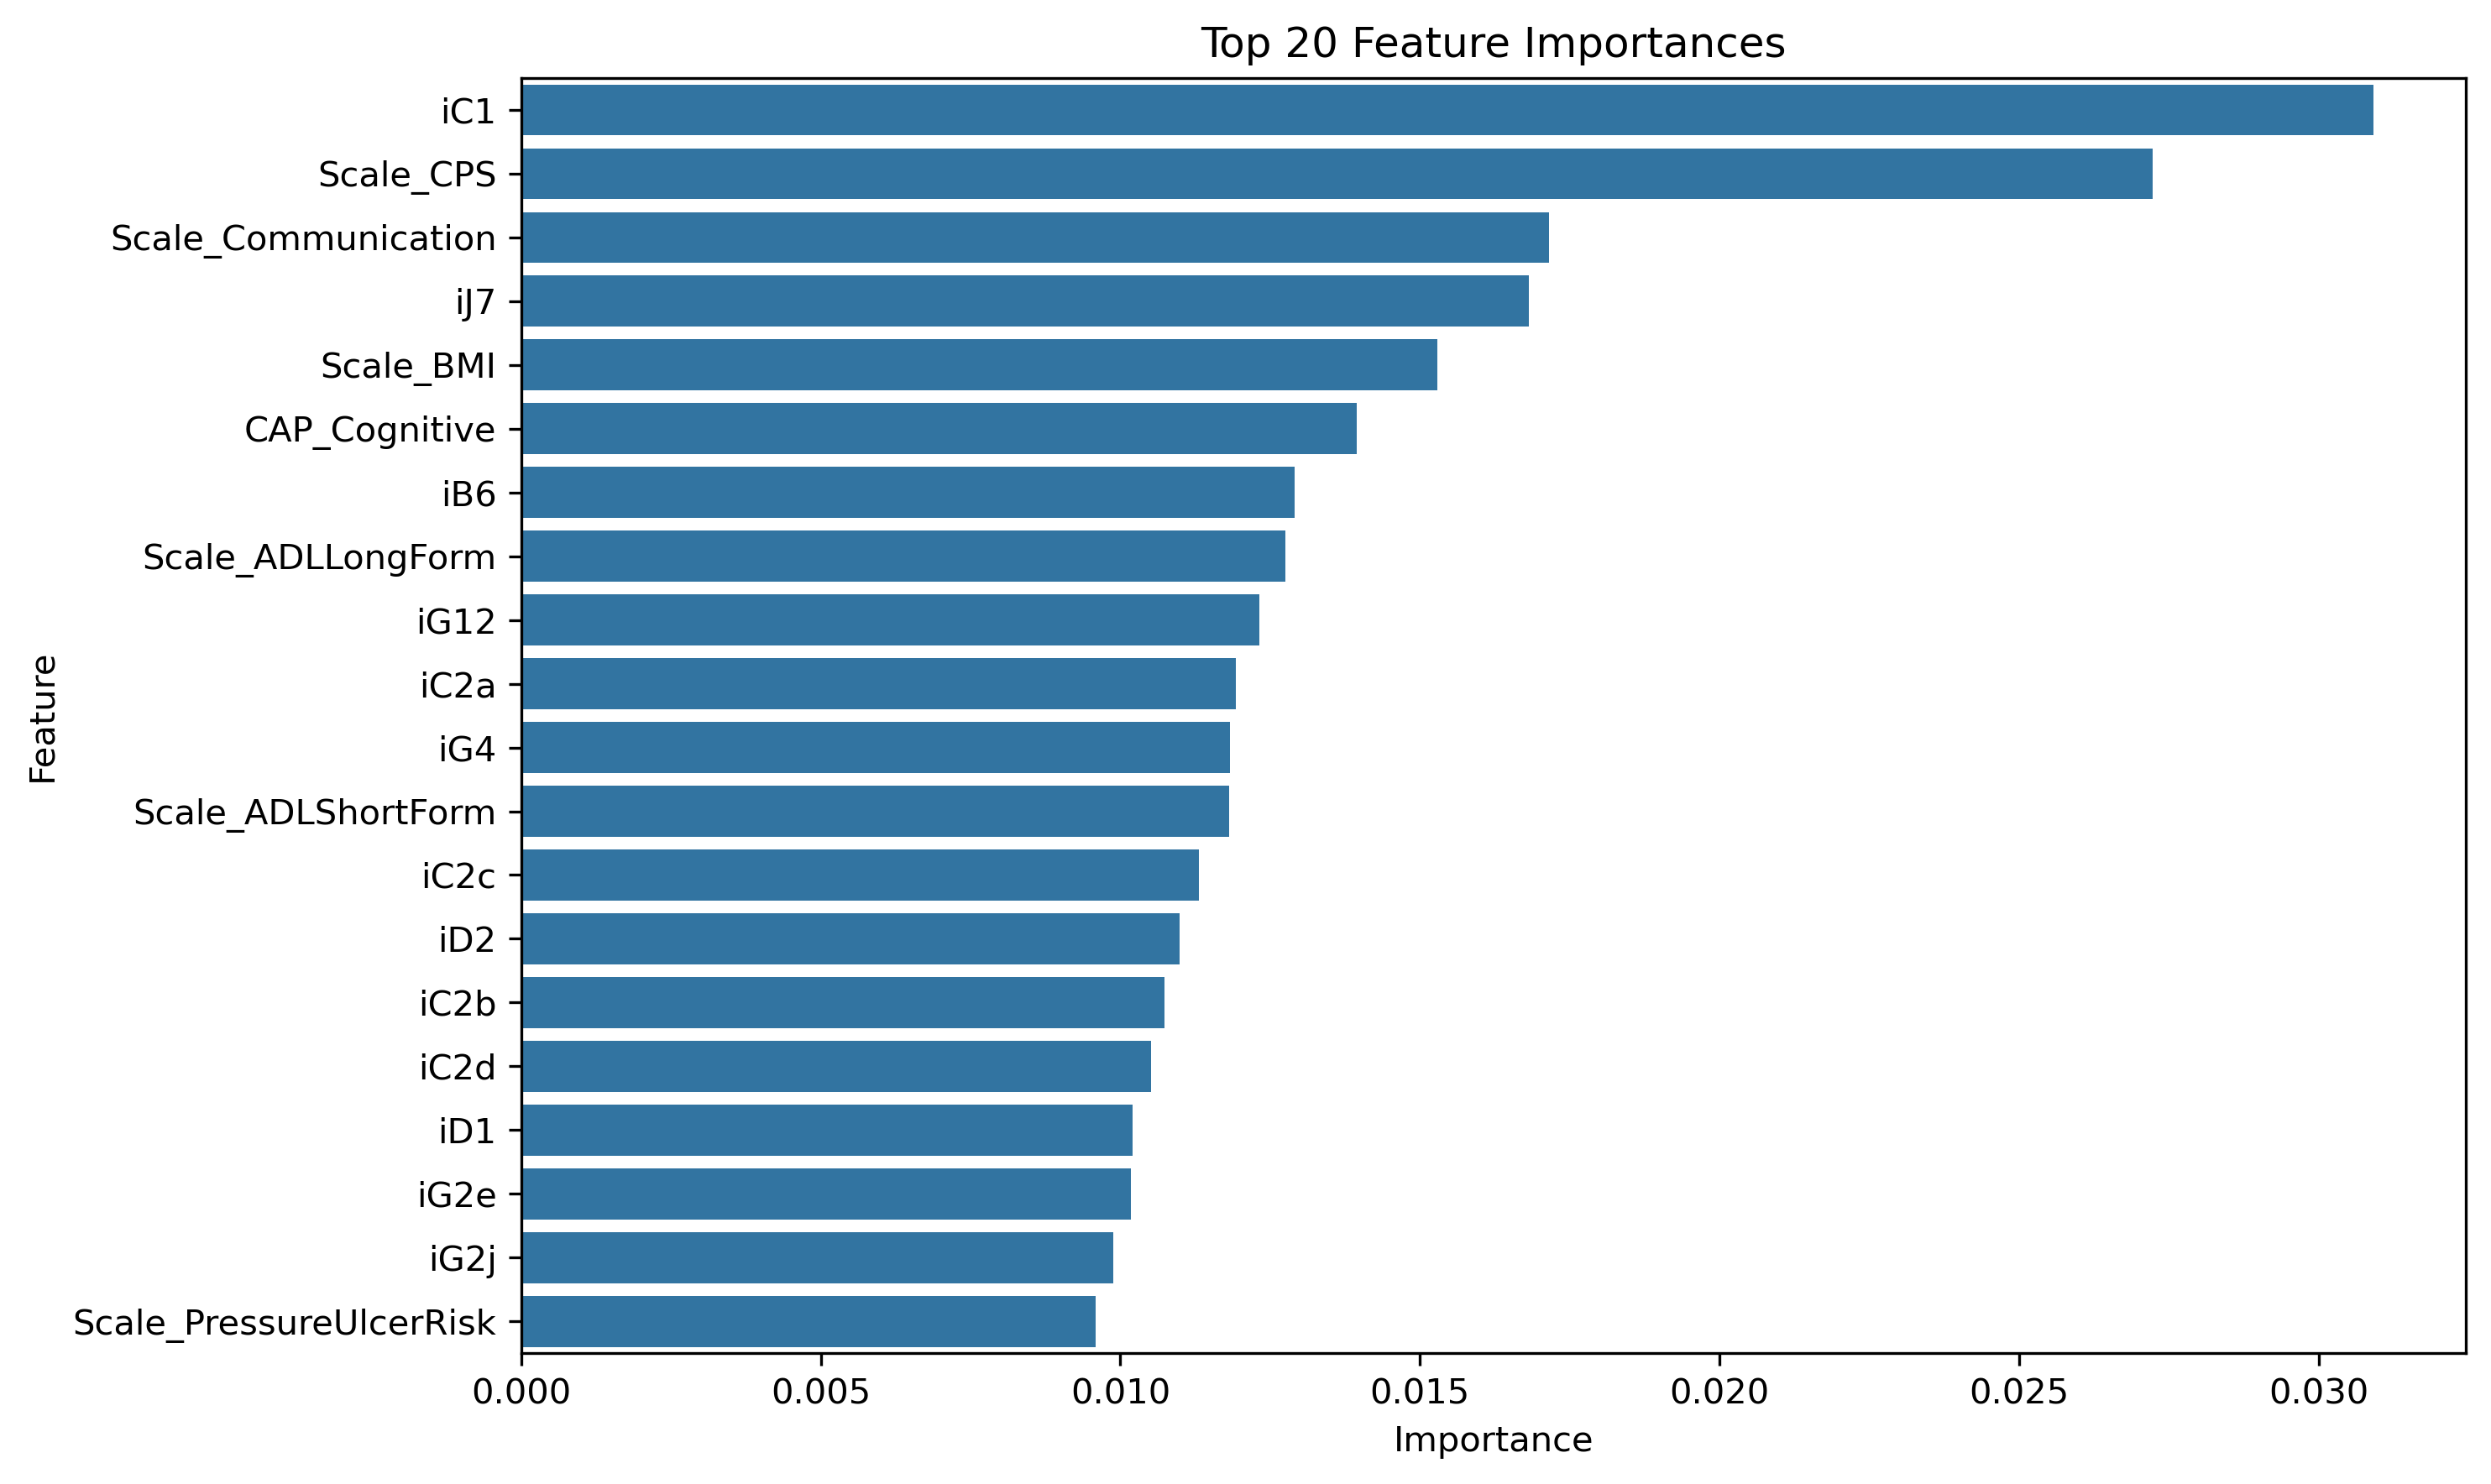 Top 20 Feature Importances
iC1
Scale_CPS
Scale_Communication
iJ7
Scale_BMI
CAP_Cognitive
iB6
Scale_ADLLongForm
iG12
iC2a
iG4
Scale_ADLShortForm
iC2c
iD2
iC2b
iC2d
iD1
iG2e
iG2j
Scale_PressureUlcerRisk
Feature
0.000 0.005 0.010 0.015 0.020 0.025 0.030
Importance